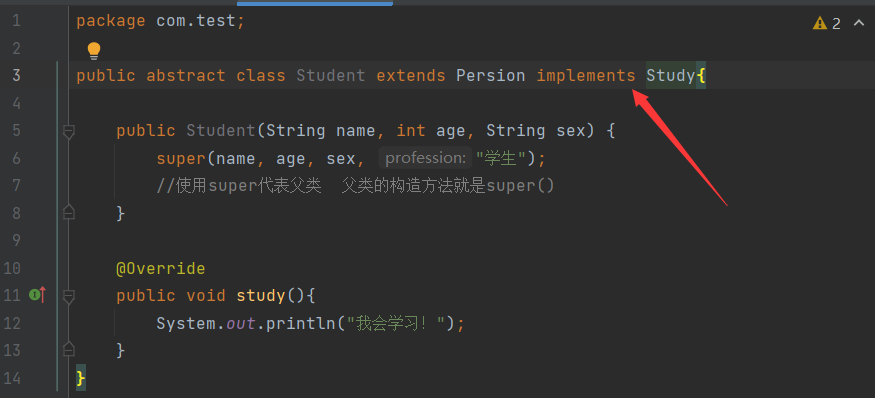 2
1 package com.test;
2
3 public abstract class Student extends Persion implements Study{
4
5 public Student(String name, int age, String sex) {
6 super(name, age, sex, profession: "学生");
7 //使用super代表父类 父类的构造方法就是super()
8 }
9
10 @Override
11 public void study(){
12 System.out.println("我会学习！");
13 }
14 }